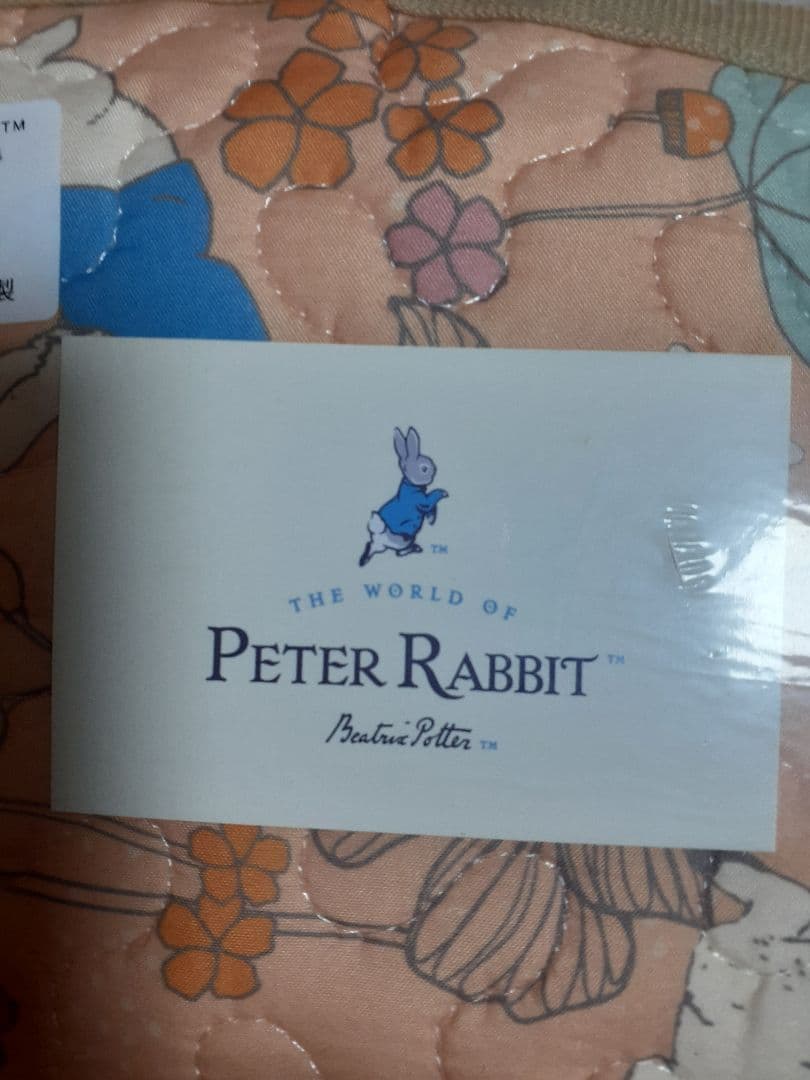 TM
製
TM
THE WORLD OF
PETER RABBIT TM
Beatrix Potter TM